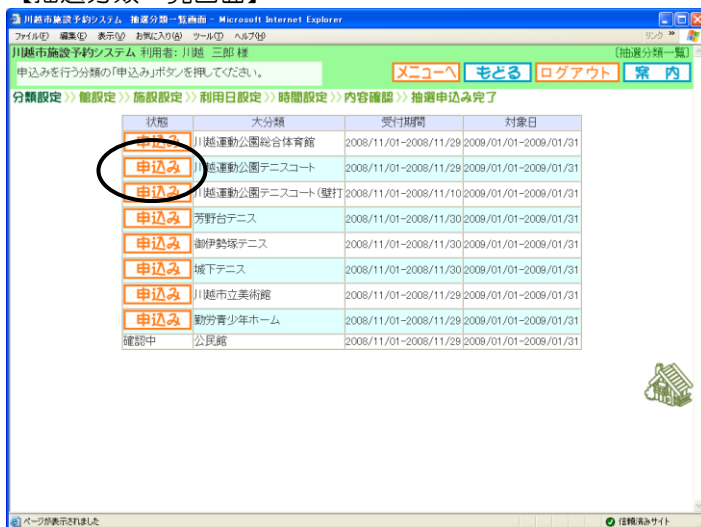 【抽選分類一覧画面】
川越市施設予約システム 抽選分類一覧画面 - Microsoft Internet Explorer
ファイル(F) 編集(E) 表示(V) お気に入り(A) ツール(T) ヘルプ(H) リンク »
川越市施設予約システム 利用者: 川越 三郎 様 〔抽選分類一覧〕
申込みを行う分類の「申込み」ボタンを押してください。 メニューへ もどる ログアウト 案 内
分類設定 》 館設定 》 施設設定 》 利用日設定 》 時間設定 》 内容確認 》 抽選申込み完了
状態 大分類 受付期間 対象日
申込み 川越運動公園総合体育館 2008/11/01-2008/11/29 2009/01/01-2009/01/31
申込み 川越運動公園テニスコート 2008/11/01-2008/11/29 2009/01/01-2009/01/31
申込み 川越運動公園テニスコート(壁打 2008/11/01-2008/11/10 2009/01/01-2009/01/31
申込み 芳野台テニス 2008/11/01-2008/11/30 2009/01/01-2009/01/31
申込み 御伊勢塚テニス 2008/11/01-2008/11/30 2009/01/01-2009/01/31
申込み 城下テニス 2008/11/01-2008/11/30 2009/01/01-2009/01/31
申込み 川越市立美術館 2008/11/01-2008/11/29 2009/01/01-2009/01/31
申込み 勤労青少年ホーム 2008/11/01-2008/11/29 2009/01/01-2009/01/31
確認中 公民館 2008/11/01-2008/11/29 2009/01/01-2009/01/31
ページが表示されました 信頼済みサイト